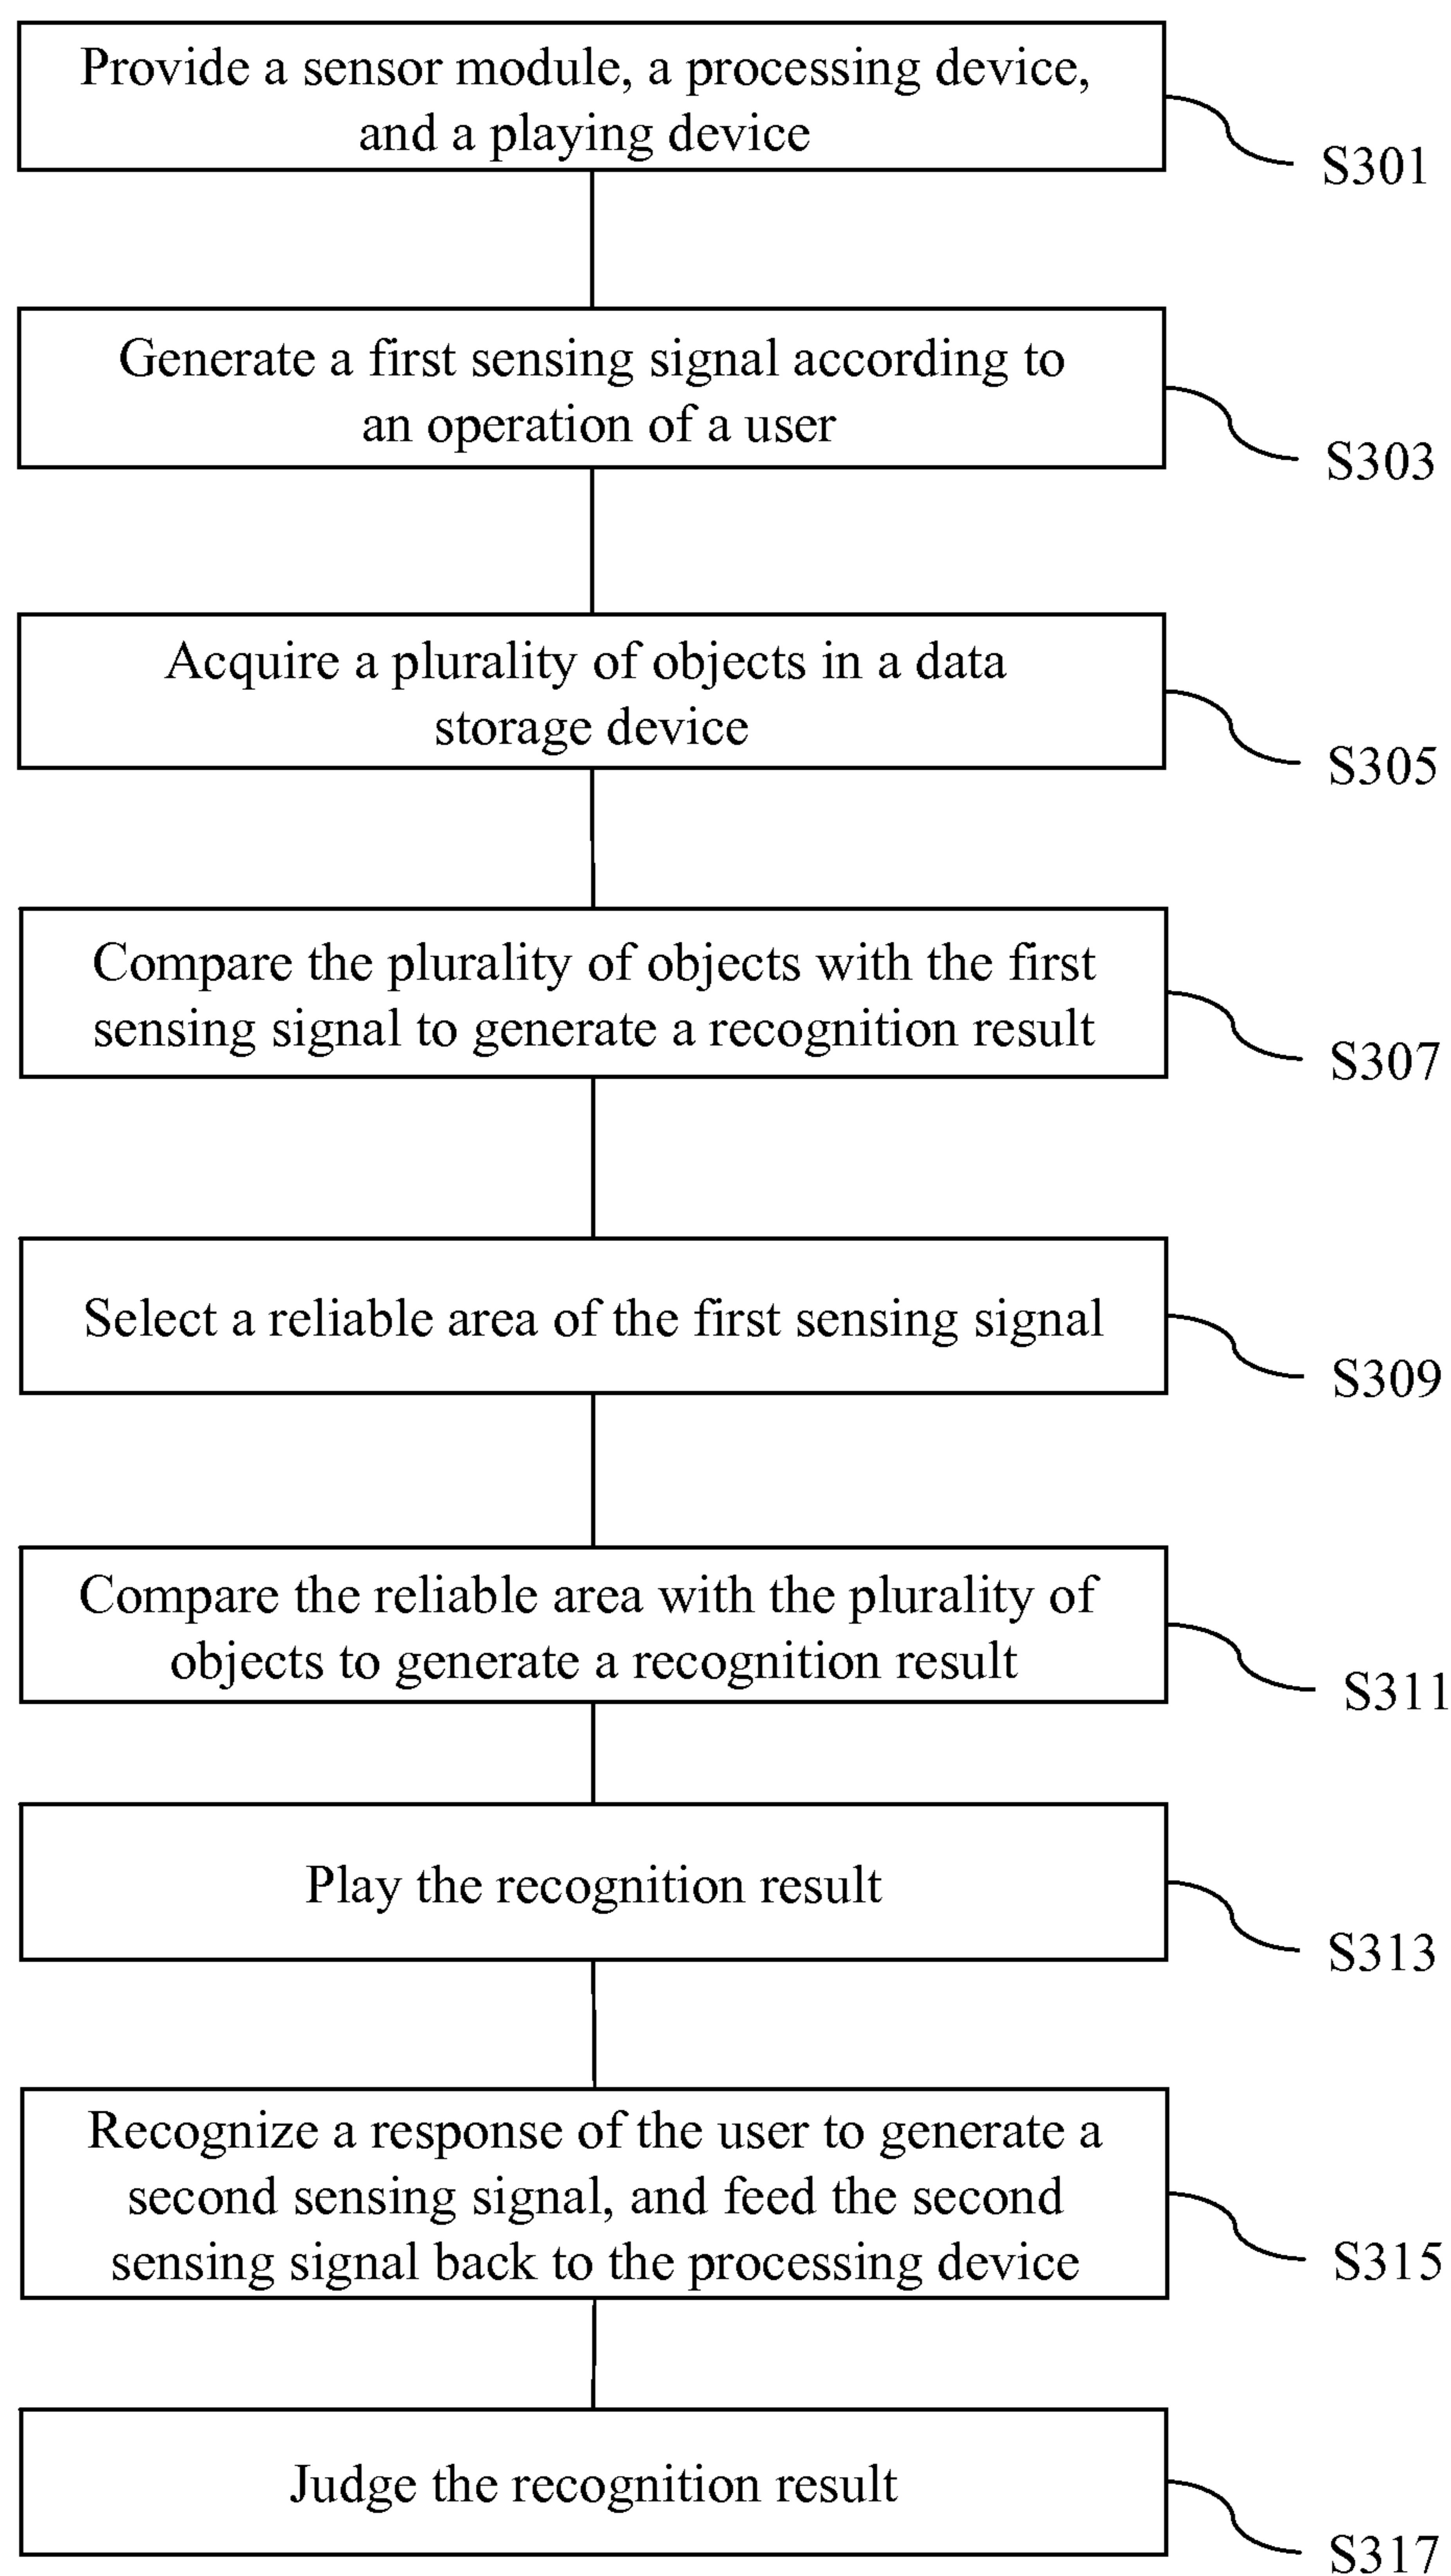 Provide a sensor module, a processing device,
and a playing device
S301
Generate a first sensing signal according to
an operation of a user
S303
Acquire a plurality of objects in a data
storage device
S305
Compare the plurality of objects with the first
sensing signal to generate a recognition result
S307
Select a reliable area of the first sensing signal
S309
Compare the reliable area with the plurality of
objects to generate a recognition result
S311
Play the recognition result
S313
Recognize a response of the user to generate a
second sensing signal, and feed the second
sensing signal back to the processing device
S315
Judge the recognition result
S317